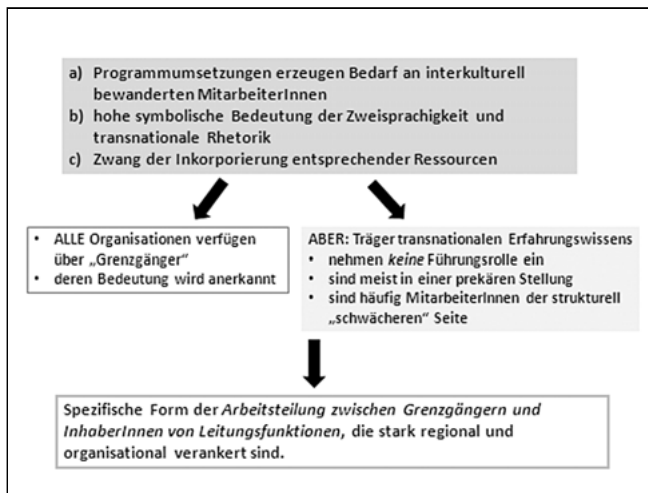 a) Programmumsetzungen erzeugen Bedarf an interkulturell
bewanderten MitarbeiterInnen
b) hohe symbolische Bedeutung der Zweisprachigkeit und
transnationale Rhetorik
c) Zwang der Inkorporierung entsprechender Ressourcen
• ALLE Organisationen verfügen
über „Grenzgänger“
• deren Bedeutung wird anerkannt
ABER: Träger transnationalen Erfahrungswissens
• nehmen keine Führungsrolle ein
• sind meist in einer prekären Stellung
• sind häufig MitarbeiterInnen der strukturell
„schwächeren“ Seite
Spezifische Form der Arbeitsteilung zwischen Grenzgängern und
InhaberInnen von Leitungsfunktionen, die stark regional und
organisational verankert sind.